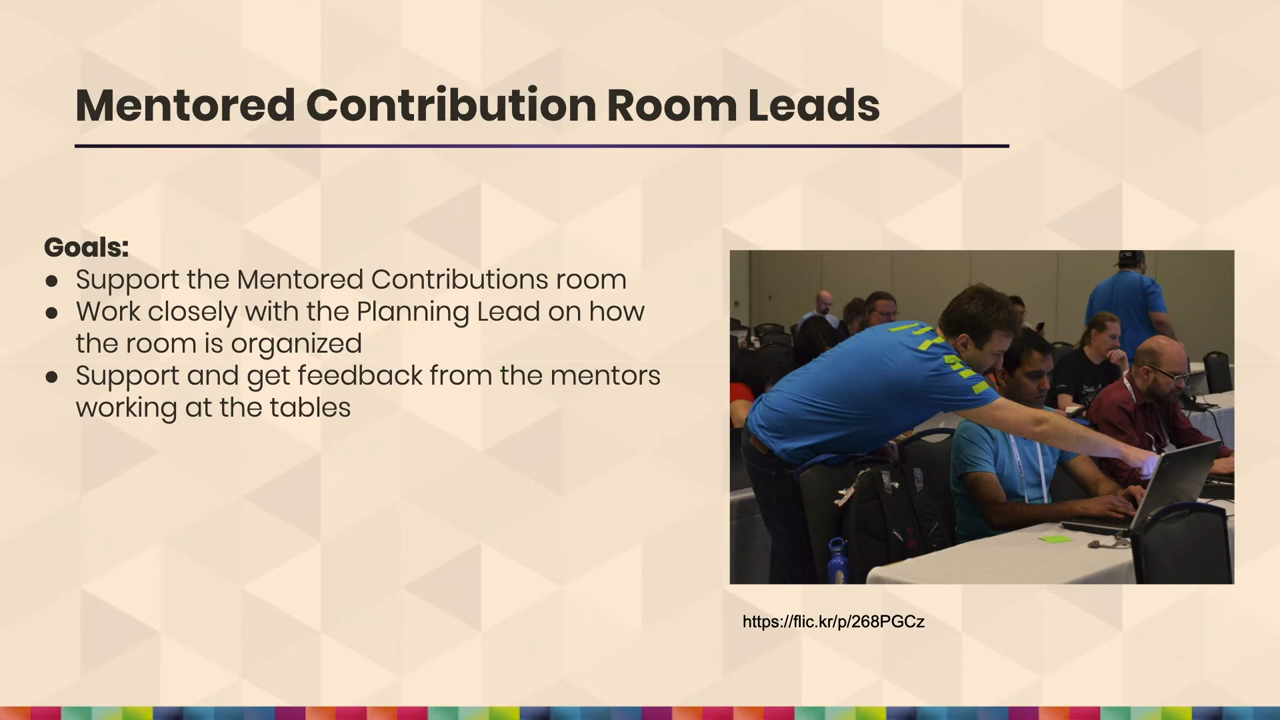 Mentored Contribution Room Leads
Goals:
● Support the Mentored Contributions room
● Work closely with the Planning Lead on how
the room is organized
● Support and get feedback from the mentors
working at the tables
https://flic.kr/p/268PGCz